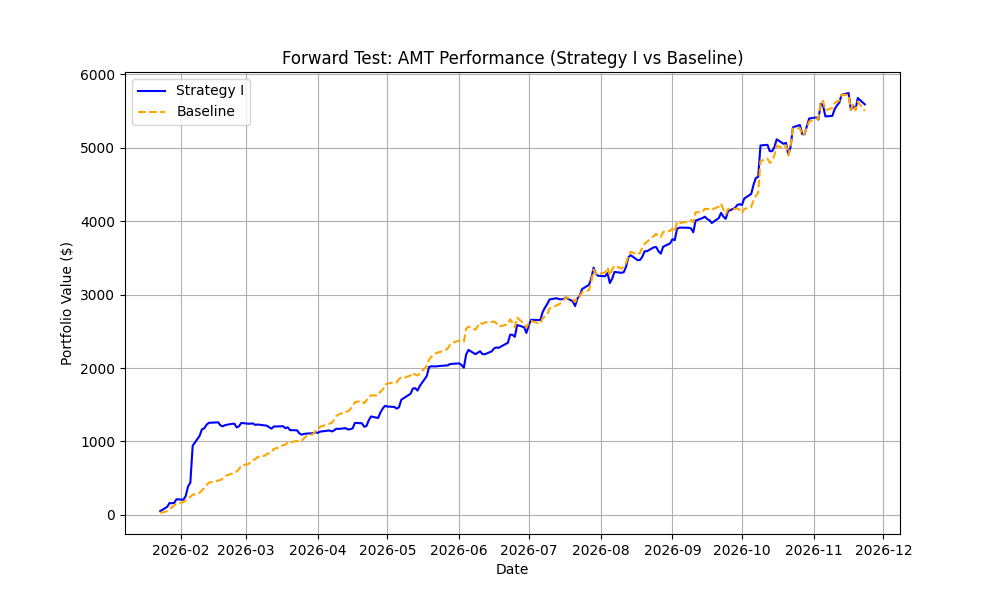 Forward Test: AMT Performance (Strategy I vs Baseline)
Strategy I
Baseline
Portfolio Value ($)
6000
5000
4000
3000
2000
1000
0
2026-02 2026-03 2026-04 2026-05 2026-06 2026-07 2026-08 2026-09 2026-10 2026-11 2026-12
Date